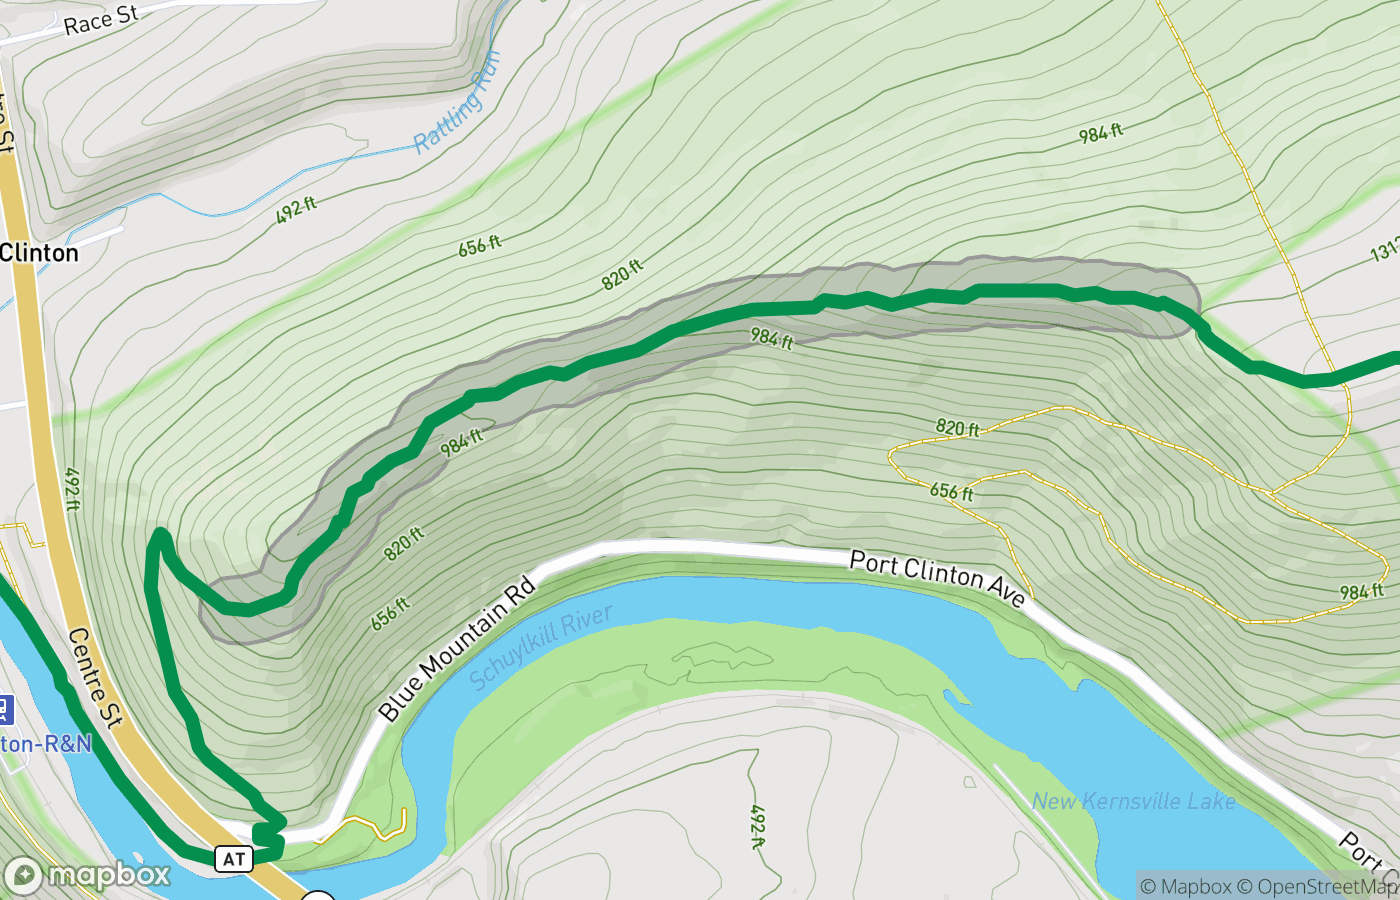 Race St
Rattling Run
984 ft
492 ft
656 ft
820 ft
Clinton
984 ft
984 ft
820 ft
656 ft
492 ft
820 ft
656 ft
984 ft
Port Clinton Ave
Blue Mountain Rd
Schuylkill River
Centre St
ton-R&N
New Kernsville Lake
492 ft
AT
mapbox
© Mapbox © OpenStreetMap